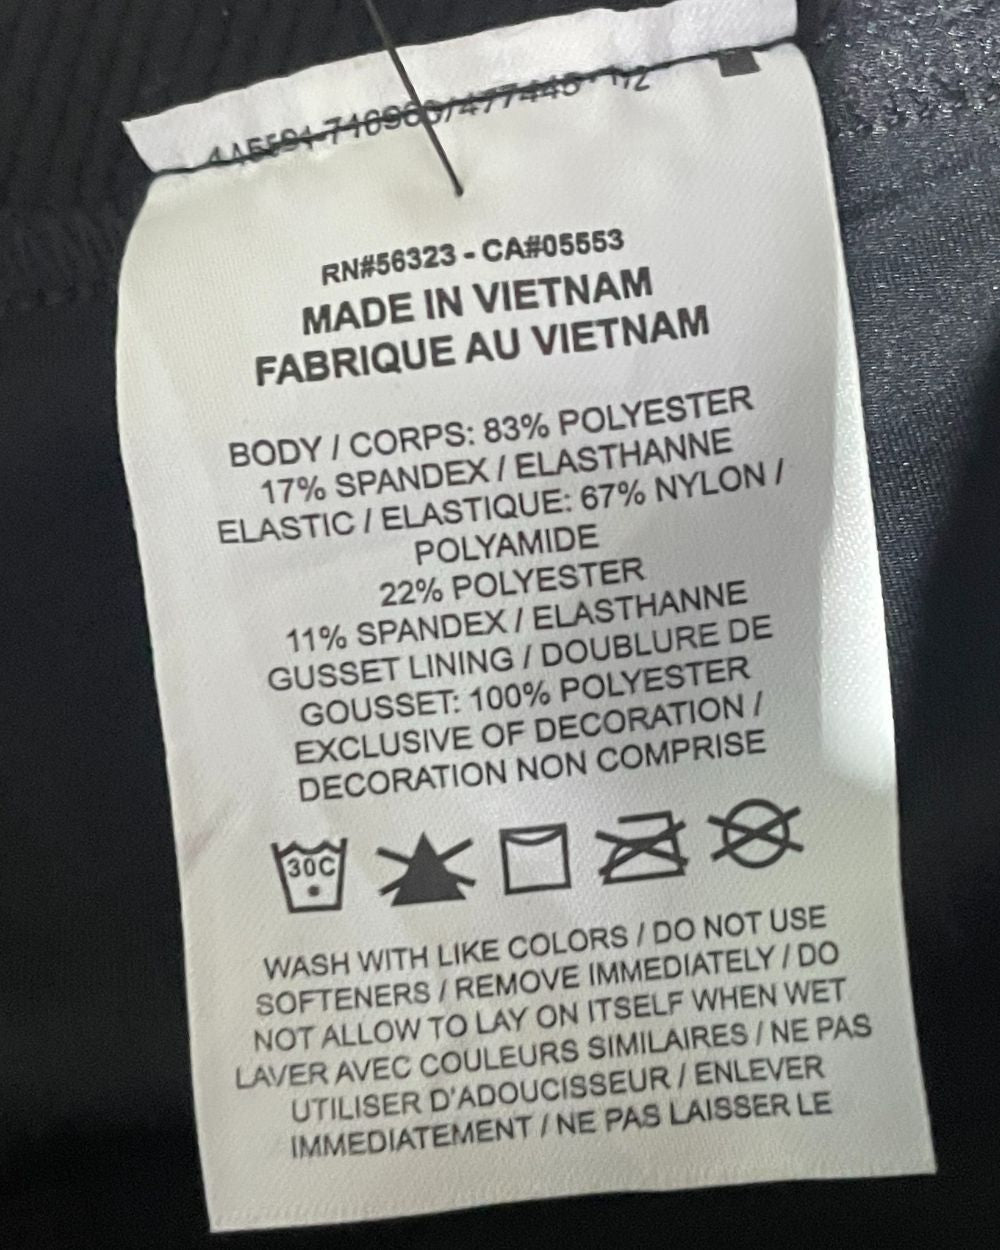 RN#56323 - CA#05553
MADE IN VIETNAM
FABRIQUE AU VIETNAM
BODY / CORPS: 83% POLYESTER
17% SPANDEX / ELASTHANNE
ELASTIC / ELASTIQUE: 67% NYLON /
POLYAMIDE
22% POLYESTER
11% SPANDEX / ELASTHANNE
GUSSET LINING / DOUBLURE DE
GOUSSET: 100% POLYESTER
EXCLUSIVE OF DECORATION /
DECORATION NON COMPRISE
30C
WASH WITH LIKE COLORS / DO NOT USE
SOFTENERS / REMOVE IMMEDIATELY / DO
NOT ALLOW TO LAY ON ITSELF WHEN WET
LAVER AVEC COULEURS SIMILAIRES / NE PAS
UTILISER D'ADOUCISSEUR / ENLEVER
IMMEDIATEMENT / NE PAS LAISSER LE